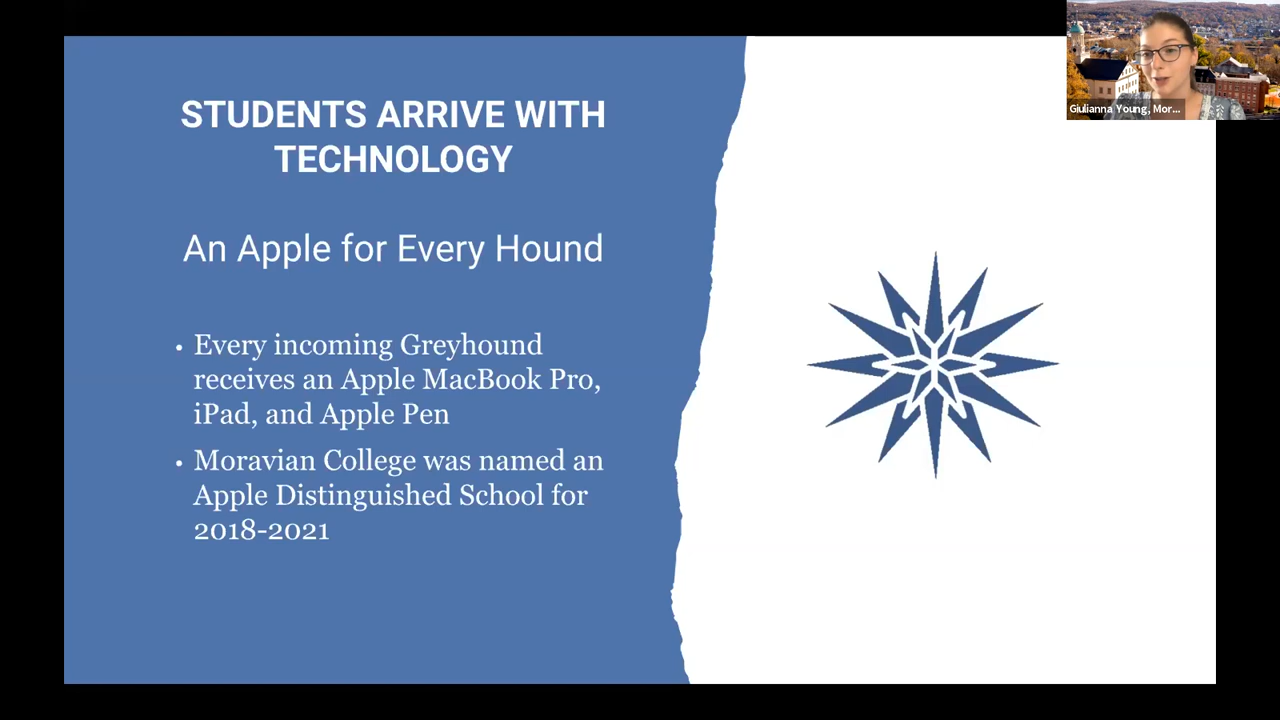 STUDENTS ARRIVE WITH
TECHNOLOGY
An Apple for Every Hound
• Every incoming Greyhound
receives an Apple MacBook Pro,
iPad, and Apple Pen
• Moravian College was named an
Apple Distinguished School for
2018-2021
Giulianna Young, Mor...